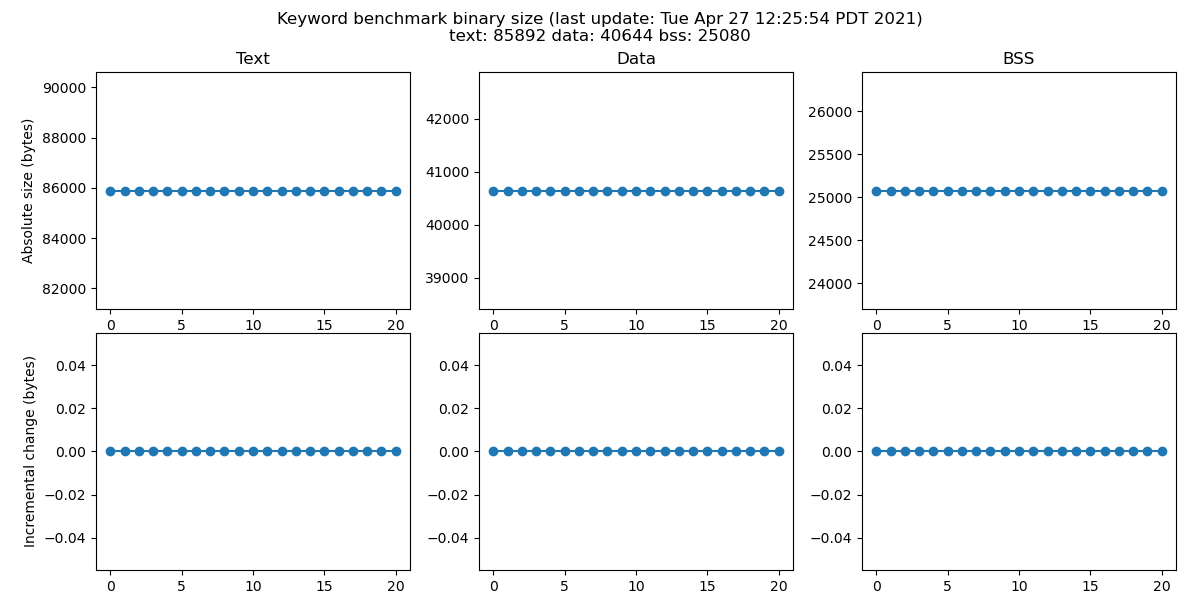 Keyword benchmark binary size (last update: Tue Apr 27 12:25:54 PDT 2021)
text: 85892 data: 40644 bss: 25080
Text
Data
BSS
Absolute size (bytes)
90000
88000
86000
84000
82000
0 5 10 15 20
42000
41000
40000
39000
0 5 10 15 20
26000
25500
25000
24500
24000
0 5 10 15 20
Incremental change (bytes)
0.04
0.02
0.00
−0.02
−0.04
0 5 10 15 20
0.04
0.02
0.00
−0.02
−0.04
0 5 10 15 20
0.04
0.02
0.00
−0.02
−0.04
0 5 10 15 20